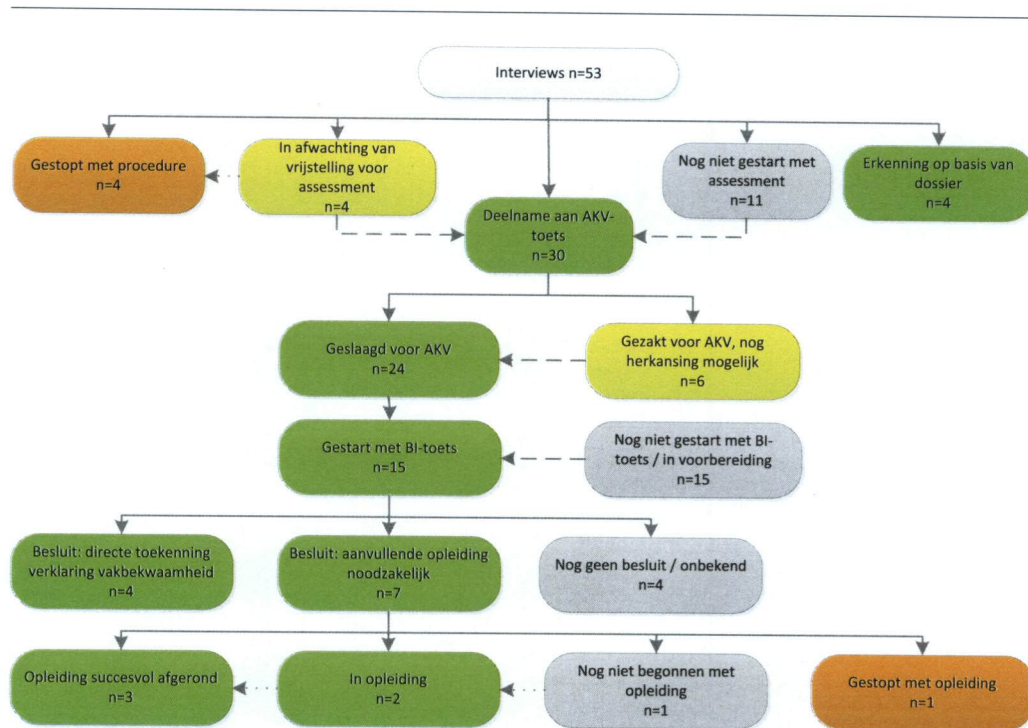 Interviews n=53
Gestopt met procedure
n=4
In afwachting van
vrijstelling voor
assessment
n=4
Nog niet gestart met
assessment
n=11
Erkenning op basis van
dossier
n=4
Deelname aan AKV-
toets
n=30
Geslaagd voor AKV
n=24
Gezakt voor AKV, nog
herkansing mogelijk
n=6
Gestart met BI-toets
n=15
Nog niet gestart met BI-
toets / in voorbereiding
n=15
Besluit: directe toekenning
verklaring vakbekwaamheid
n=4
Besluit: aanvullende opleiding
noodzakelijk
n=7
Nog geen besluit / onbekend
n=4
Opleiding succesvol afgerond
n=3
In opleiding
n=2
Nog niet begonnen met
opleiding
n=1
Gestopt met opleiding
n=1